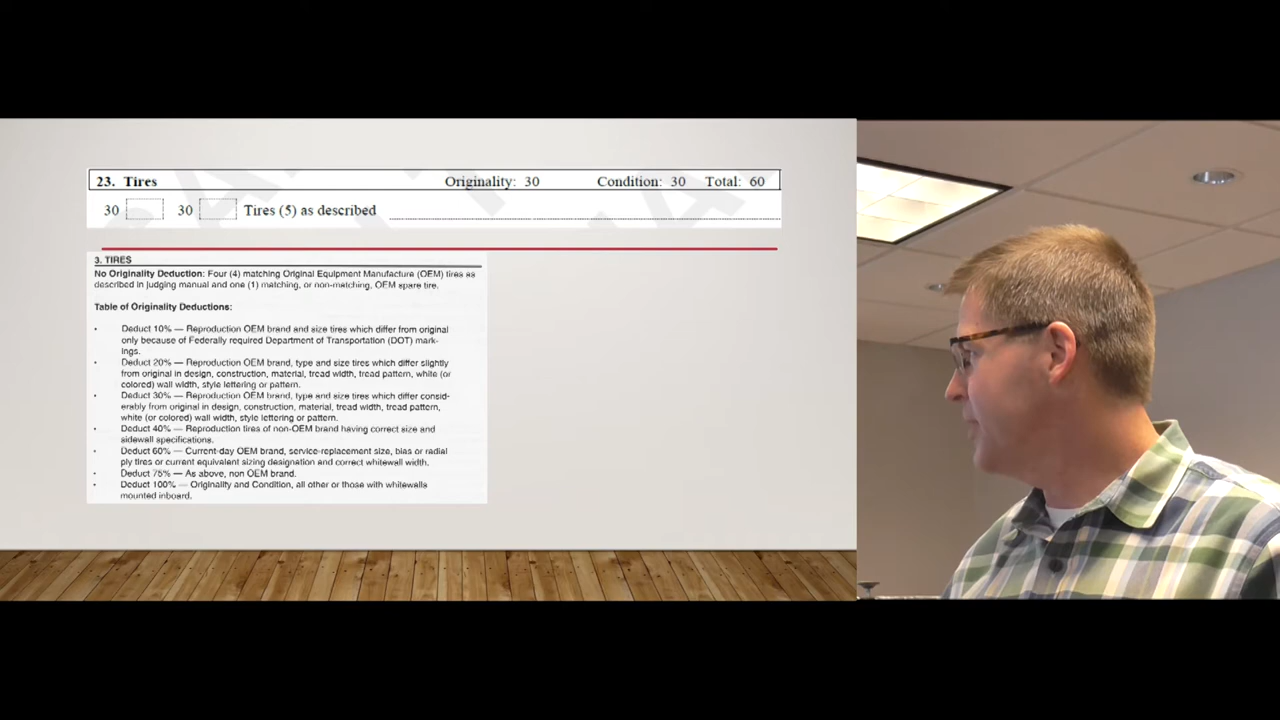 23. Tires Originality: 30 Condition: 30 Total: 60
30 30 Tires (5) as described
3. TIRES
No Originality Deduction: Four (4) matching Original Equipment Manufacture (OEM) tires as
described in judging manual and one (1) matching, or non-matching, OEM spare tire.
Table of Originality Deductions:
• Deduct 10% — Reproduction OEM brand and size tires which differ from original
only because of Federally required Department of Transportation (DOT) mark-
ings.
• Deduct 20% — Reproduction OEM brand, type and size tires which differ slightly
from original in design, construction, material, tread width, tread pattern, white (or
colored) wall width, style lettering or pattern.
• Deduct 30% — Reproduction OEM brand, type and size tires which differ consid-
erably from original in design, construction, material, tread width, tread pattern,
white (or colored) wall width, style lettering or pattern.
• Deduct 40% — Reproduction tires of non-OEM brand having correct size and
sidewall specifications.
• Deduct 60% — Current-day OEM brand, service-replacement size, bias or radial
ply tires or current equivalent sizing designation and correct whitewall width.
• Deduct 75% — As above, non OEM brand.
• Deduct 100% — Originality and Condition, all other or those with whitewalls
mounted inboard.